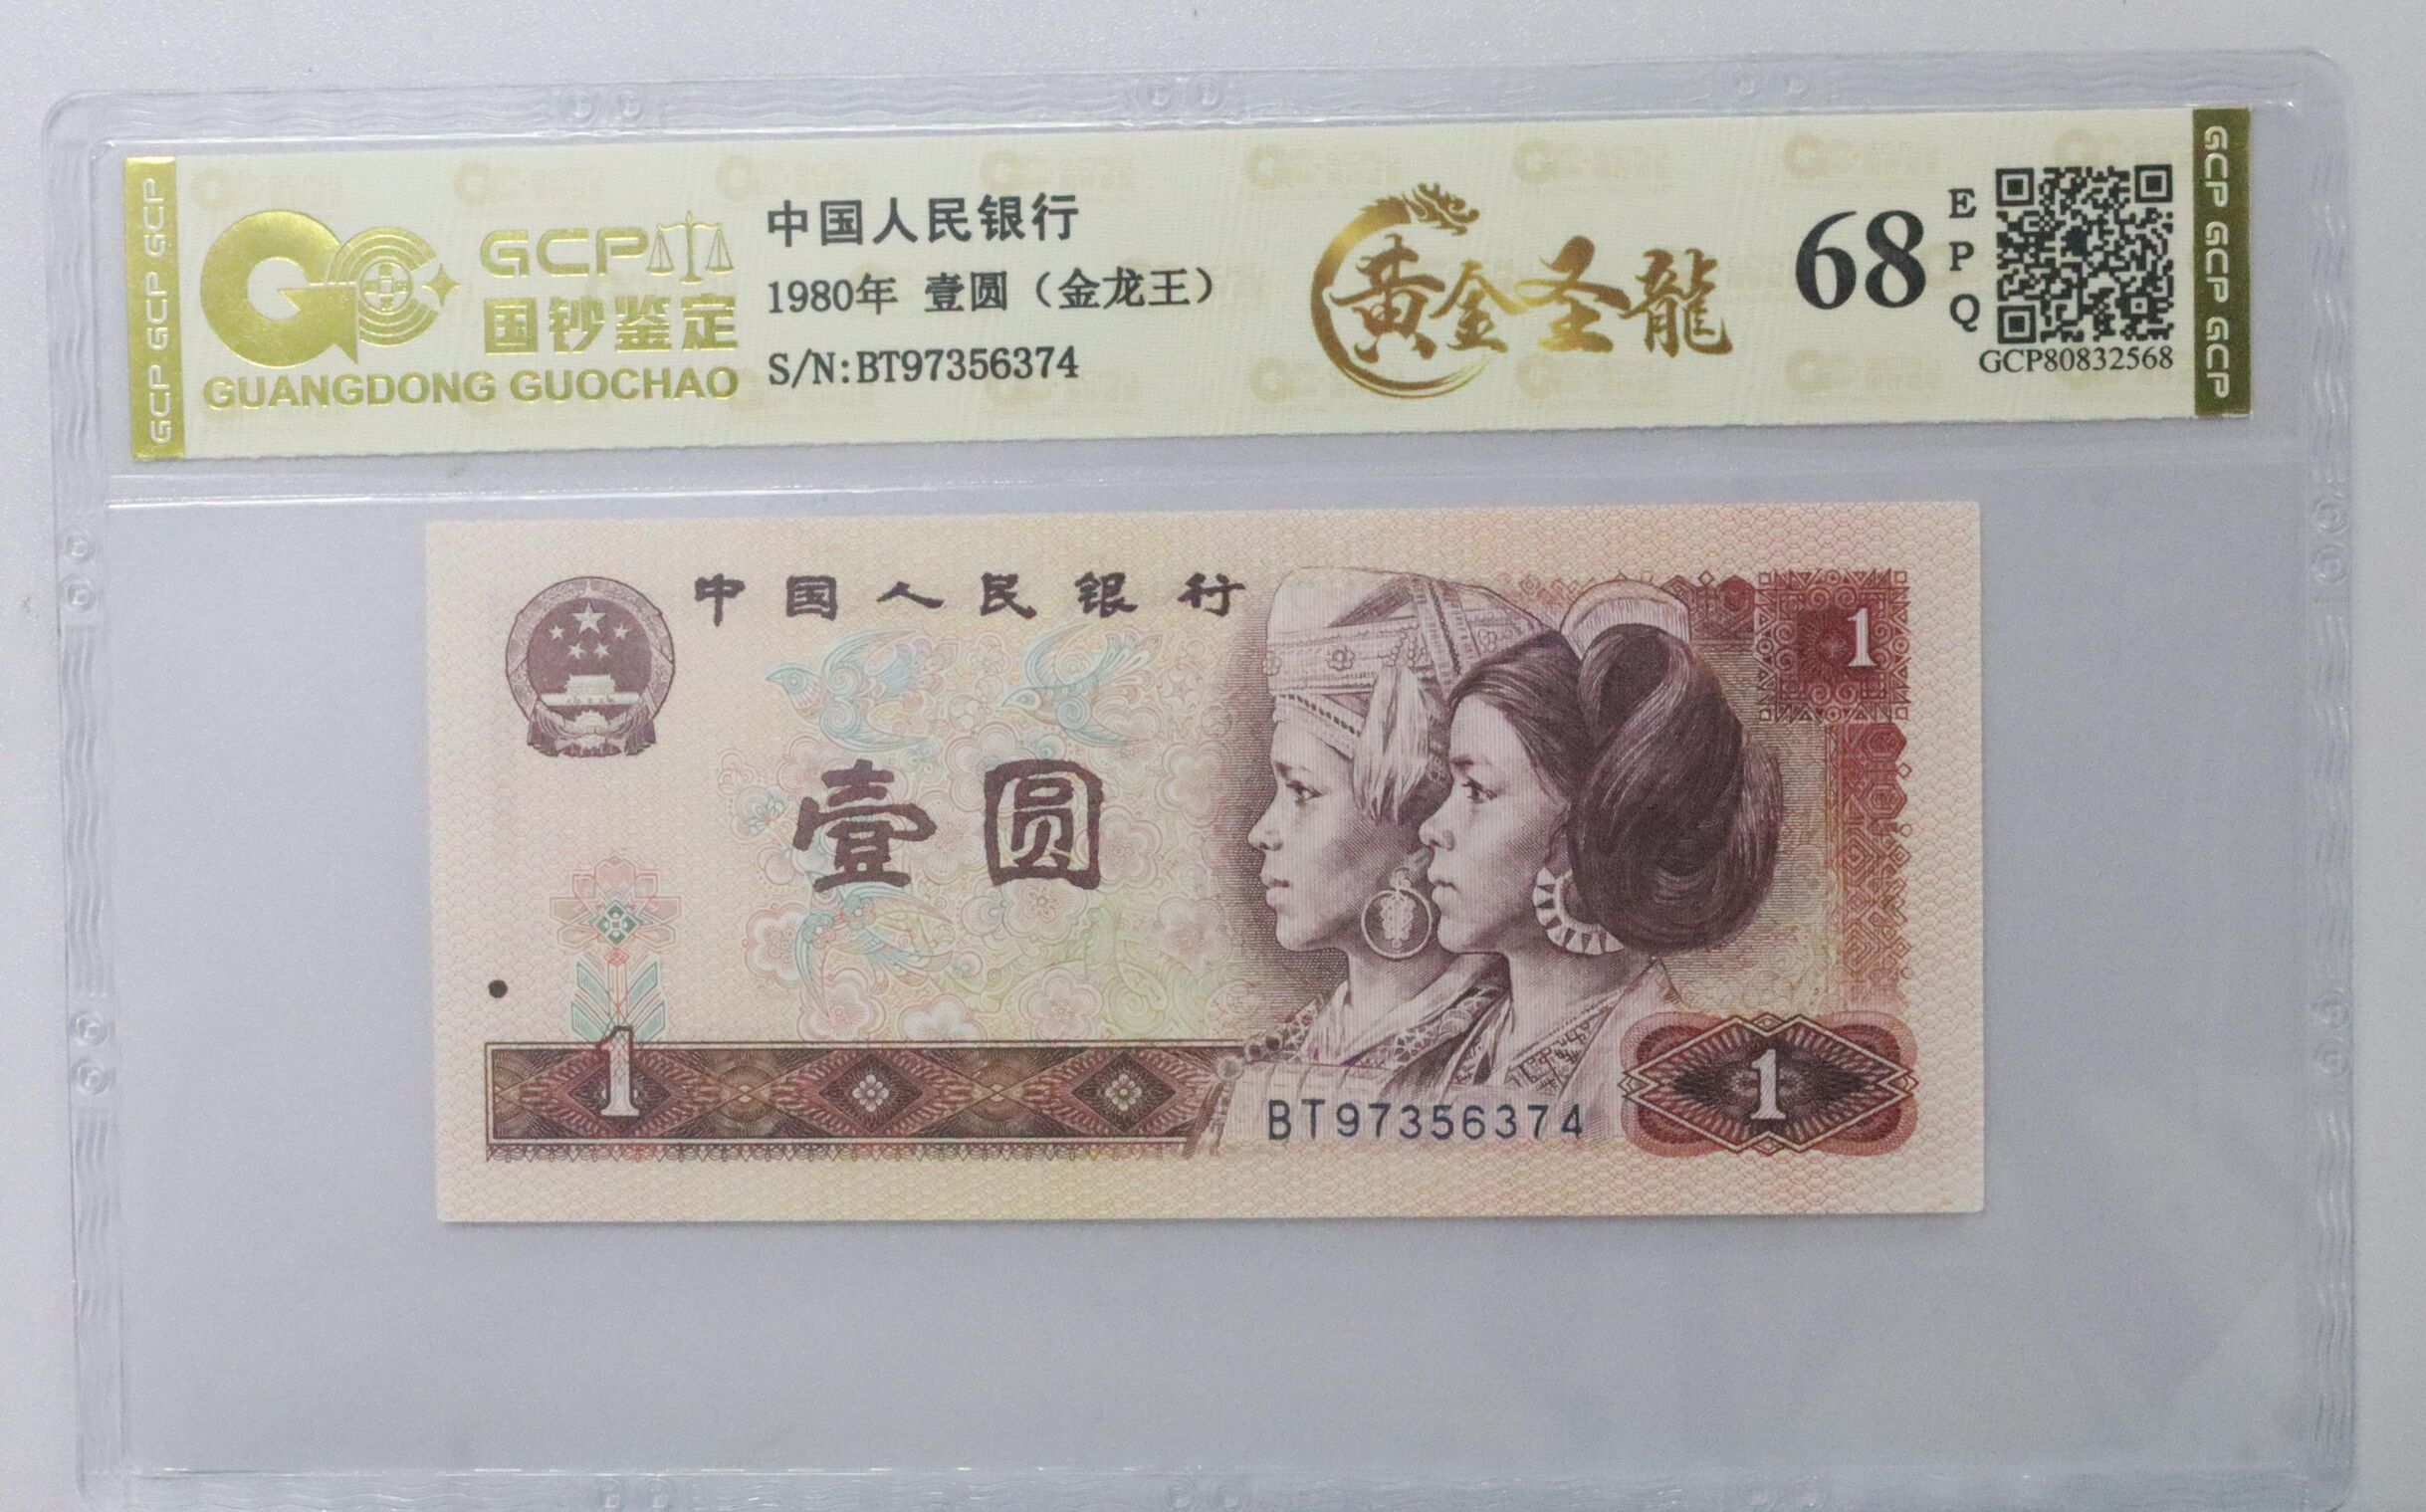 GCP GCP GCP
GCP
国钞鉴定
GUANGDONG GUOCHAO
中国人民银行
1980年 壹圆（金龙王）
S/N:BT97356374
黄金圣龍
68
E
P
Q
GCP80832568
GCP GCP GCP
中国人民银行
1
壹圆
1
BT97356374
1